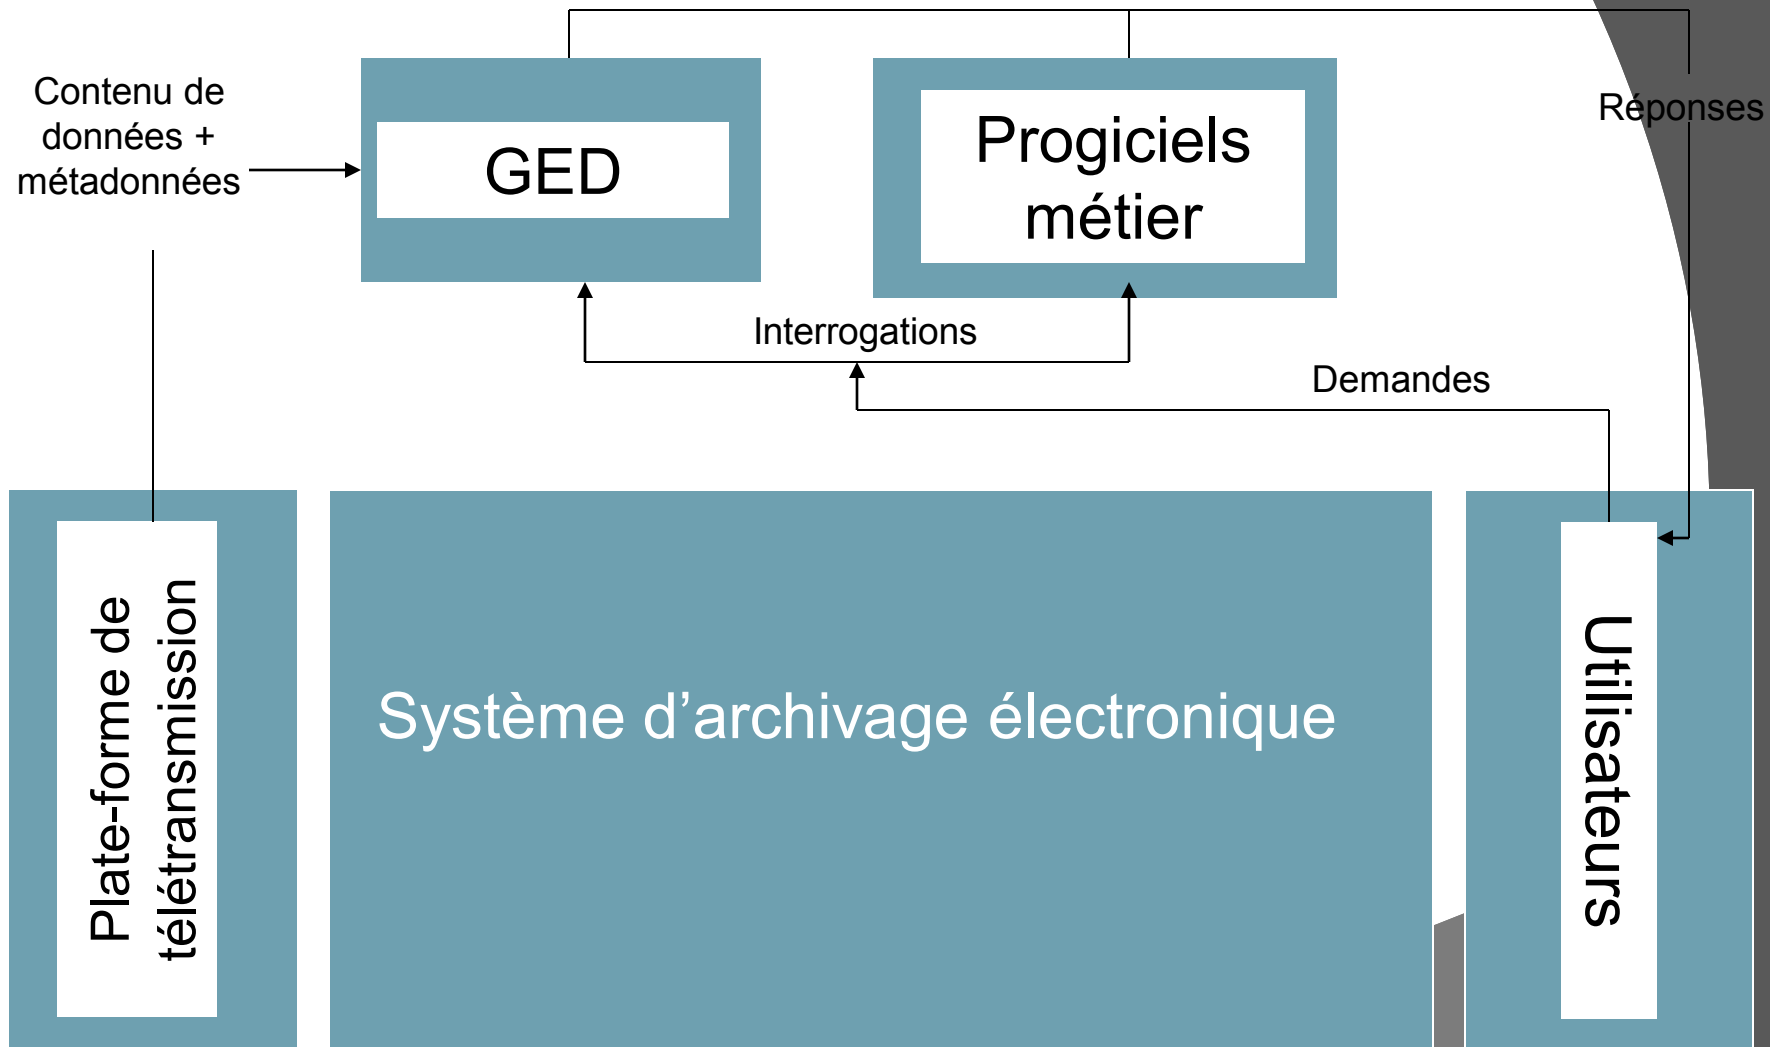 Contenu de
données +
métadonnées
GED
Progiciels
métier
Réponses
Interrogations
Demandes
Plate-forme de
télétransmission
Système d’archivage électronique
Utilisateurs